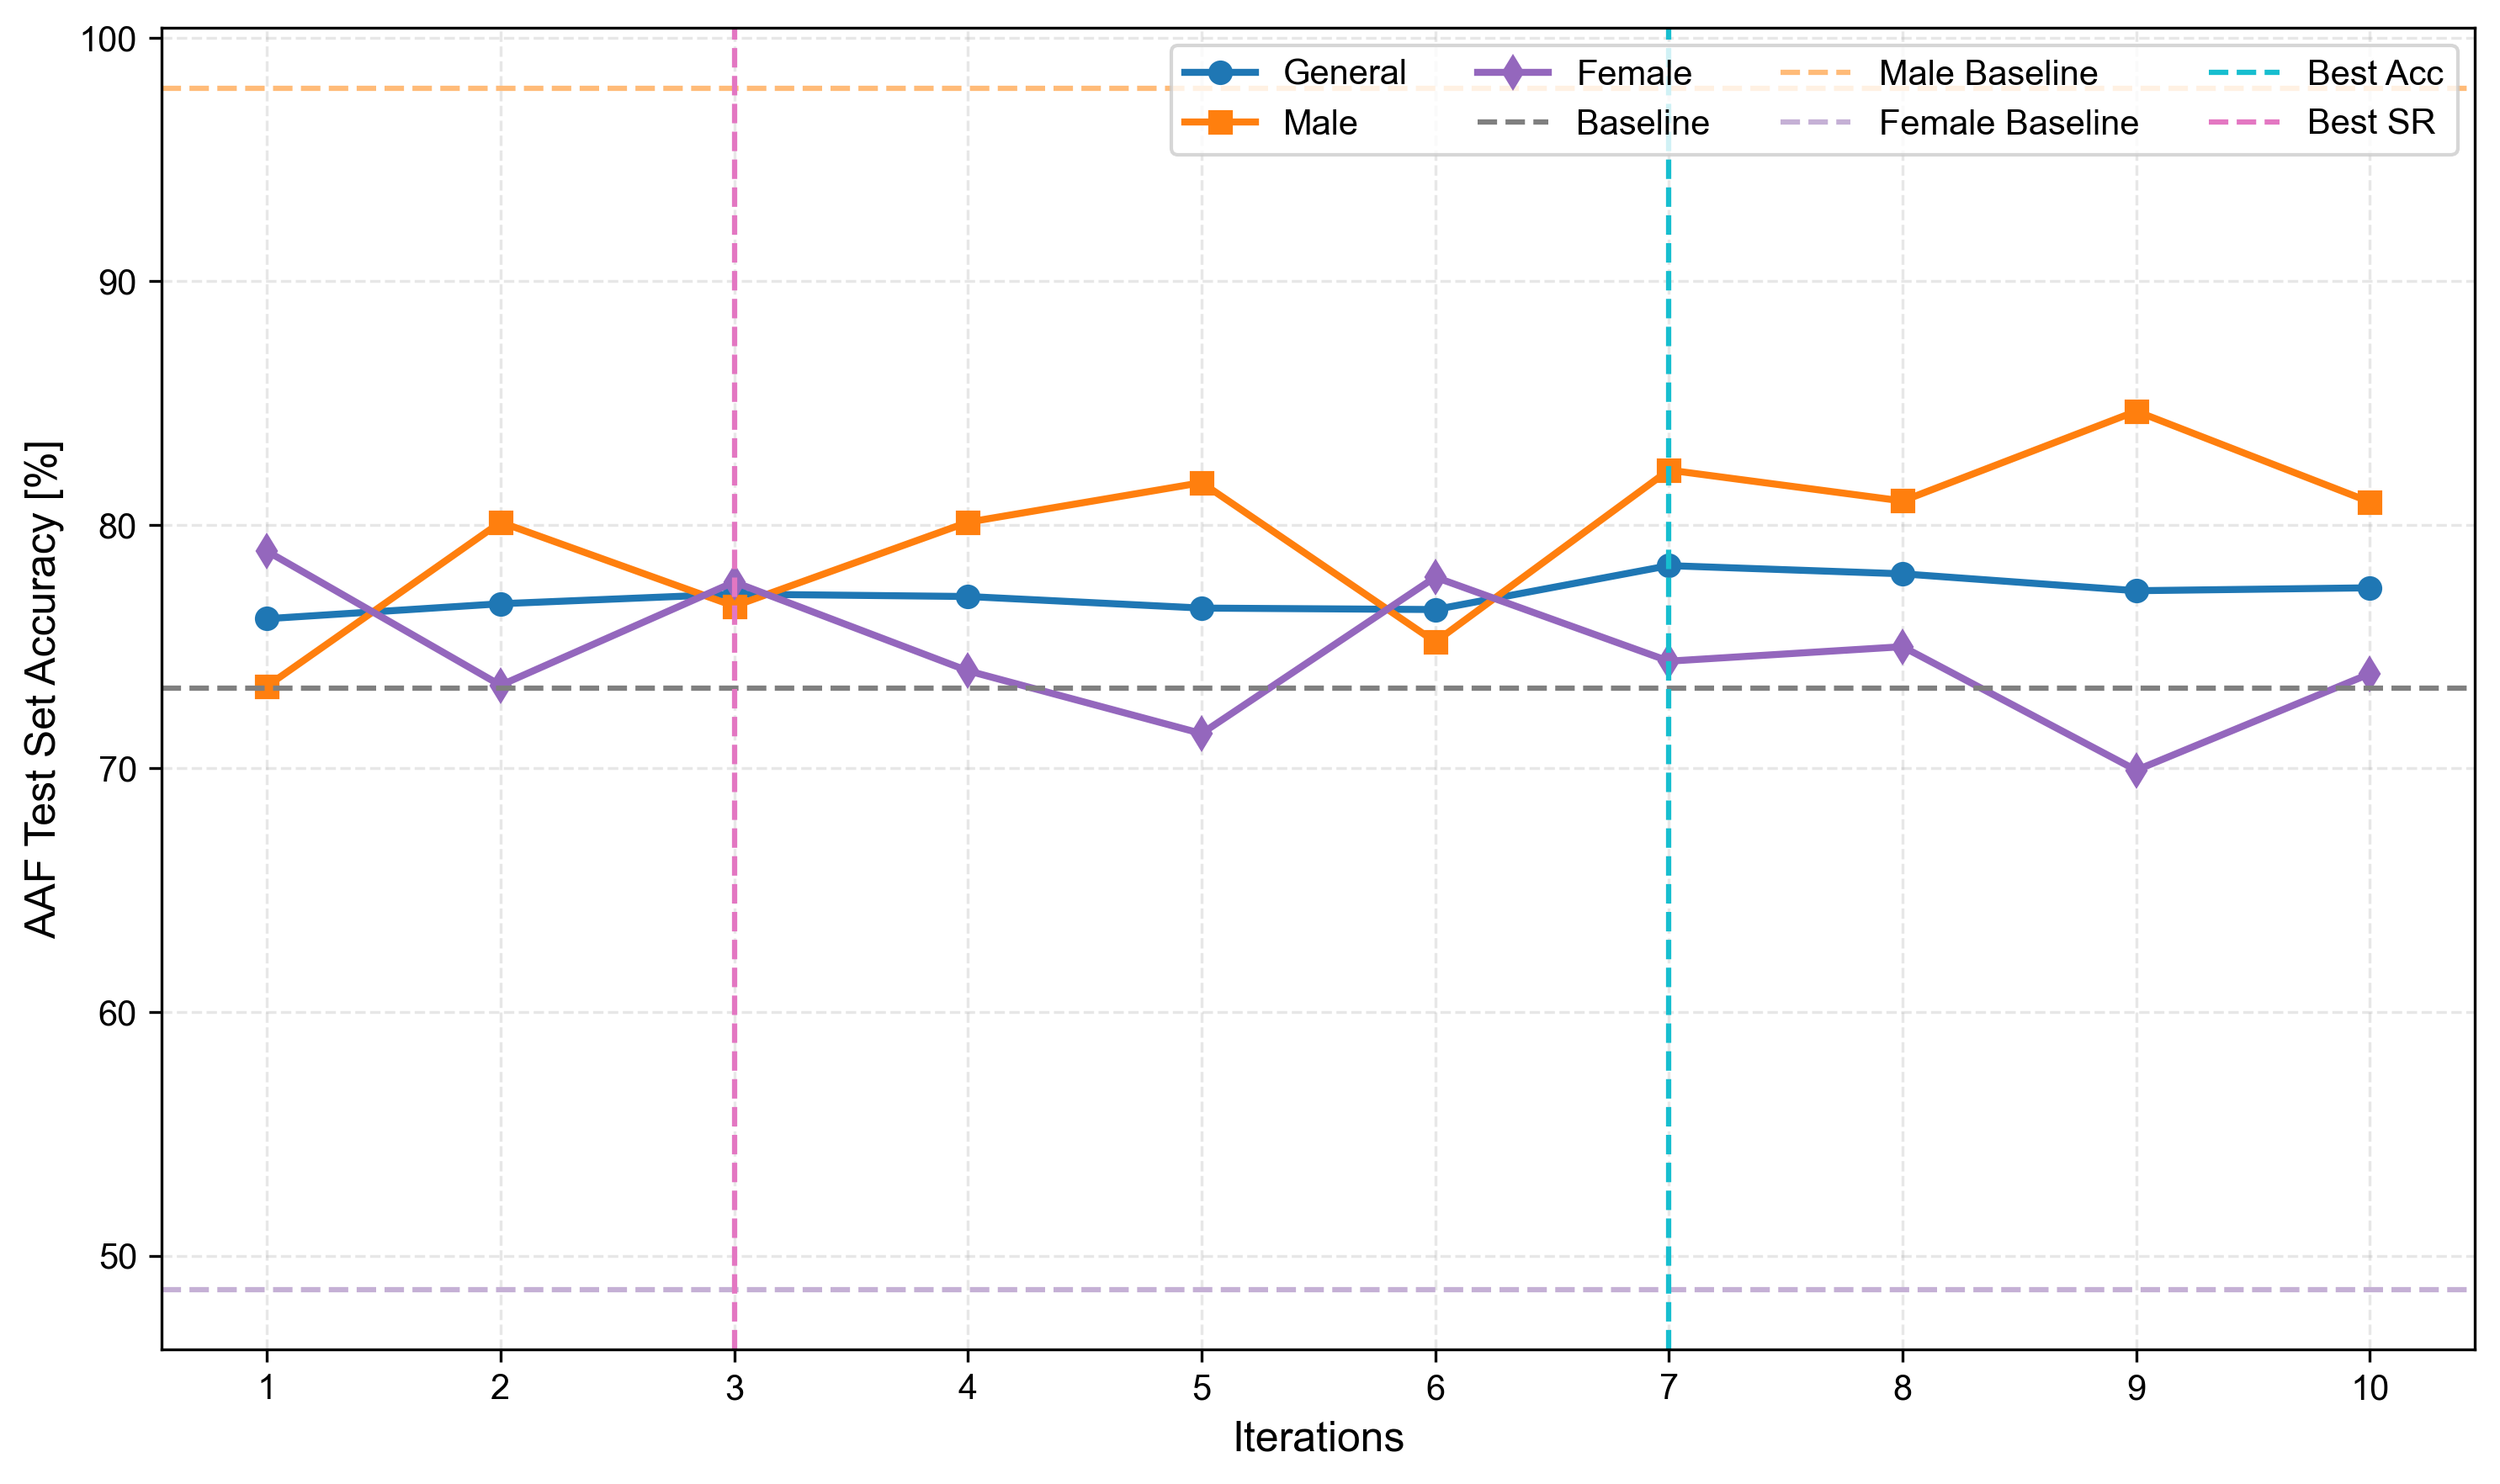 AAF Test Set Accuracy [%]
100
90
80
70
60
50
General
Male
Female
Baseline
Male Baseline
Female Baseline
Best Acc
Best SR
1 2 3 4 5 6 7 8 9 10
Iterations